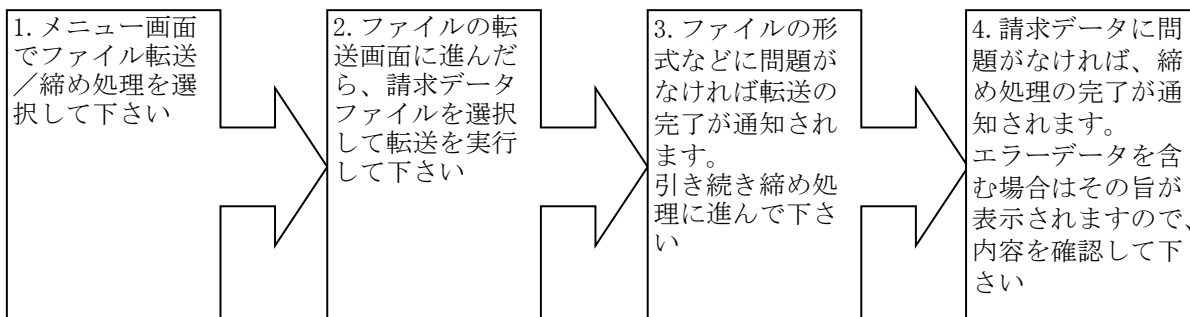 1.メニュー画面
でファイル転送
／締め処理を選
択して下さい
2.ファイルの転
送画面に進んだ
ら、請求データ
ファイルを選択
して転送を実行
して下さい
3.ファイルの形
式などに問題が
なければ転送の
完了が通知され
ます。
引き続き締め処
理に進んで下さ
い
4.請求データに問
題がなければ、締
め処理の完了が通
知されます。
エラーデータを含
む場合はその旨が
表示されますので、
内容を確認して下
さい